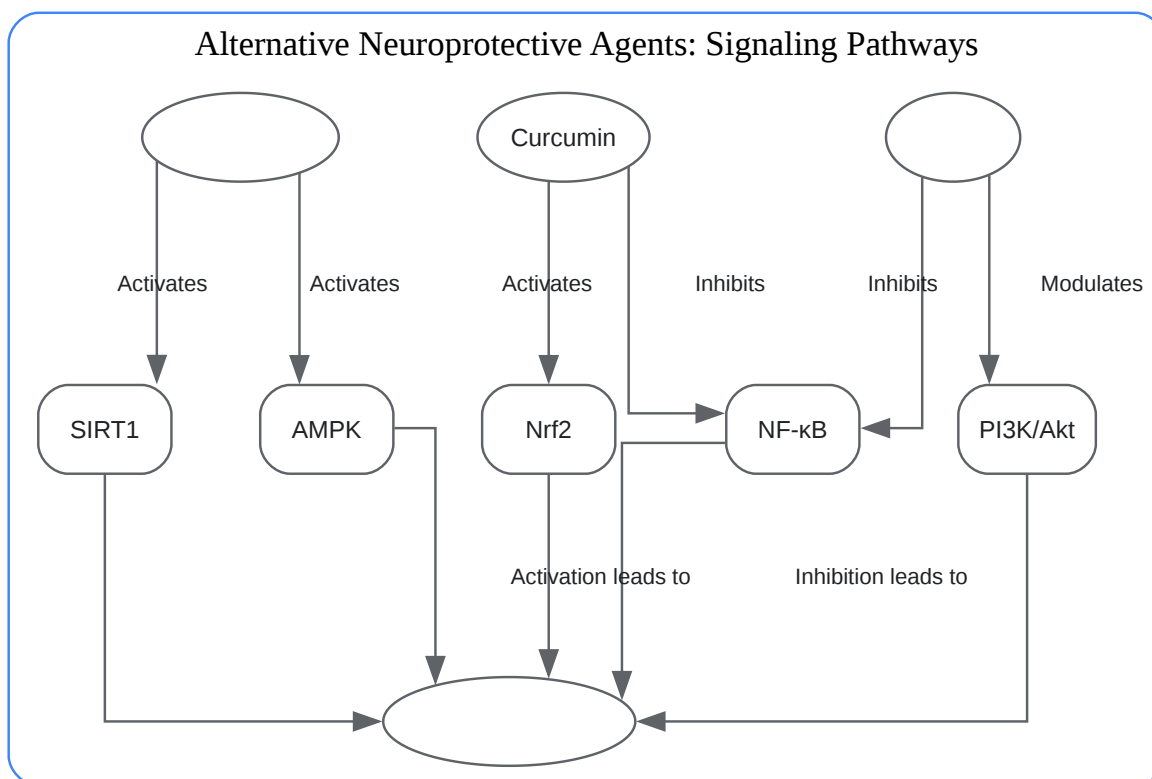 Alternative Neuroprotective Agents: Signaling Pathways
Curcumin
Activates
Activates
Activates
Inhibits
Inhibits
Modulates
SIRT1
AMPK
Nrf2
NF-κB
PI3K/Akt
Activation leads to
Inhibition leads to